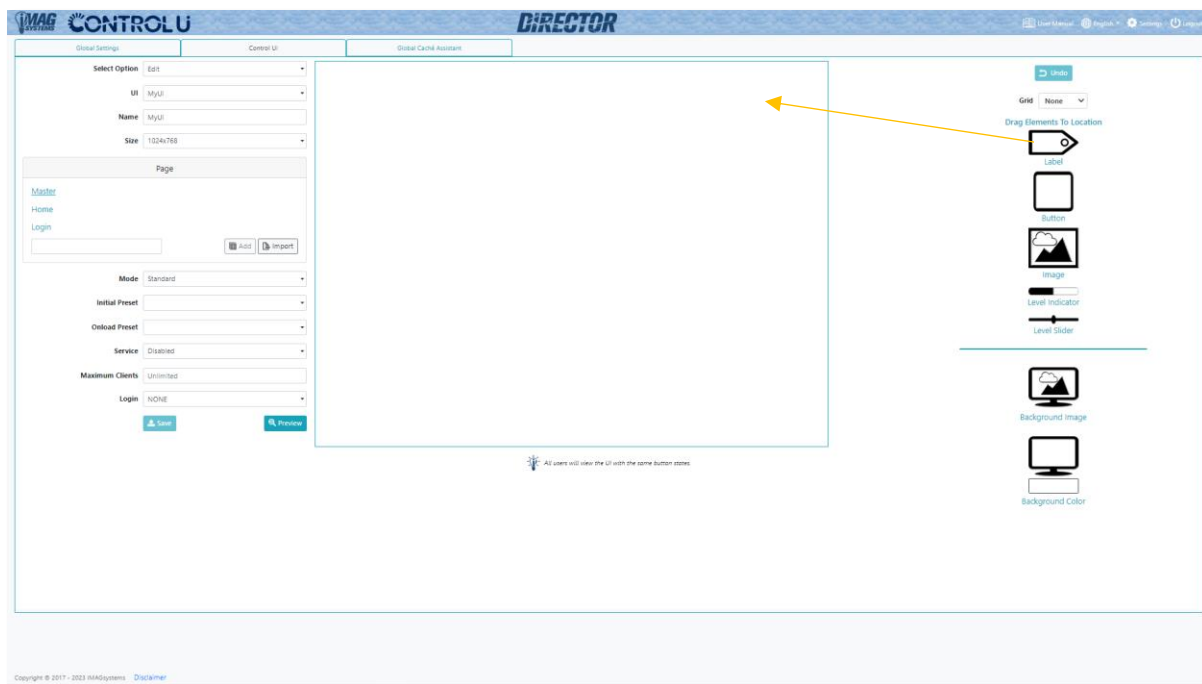 IMAG SYSTEMS CONTROLU DiRECTOR User Manual English Settings Logout
Global Settings Control UI Global Caché Assistant
Select Option Edit
UI MyUI
Name MyUI
Size 1024x768
Page
Master
Home
Login
Add Import
Mode Standard
Initial Preset
Onload Preset
Service Disabled
Maximum Clients Unlimited
Login NONE
Save Preview
All users will view the UI with the same button states.
Undo
Grid None
Drag Elements To Location
Label
Button
Image
Level Indicator
Level Slider
Background Image
Background Color
Copyright © 2017 - 2023 IMAGsystems Disclaimer